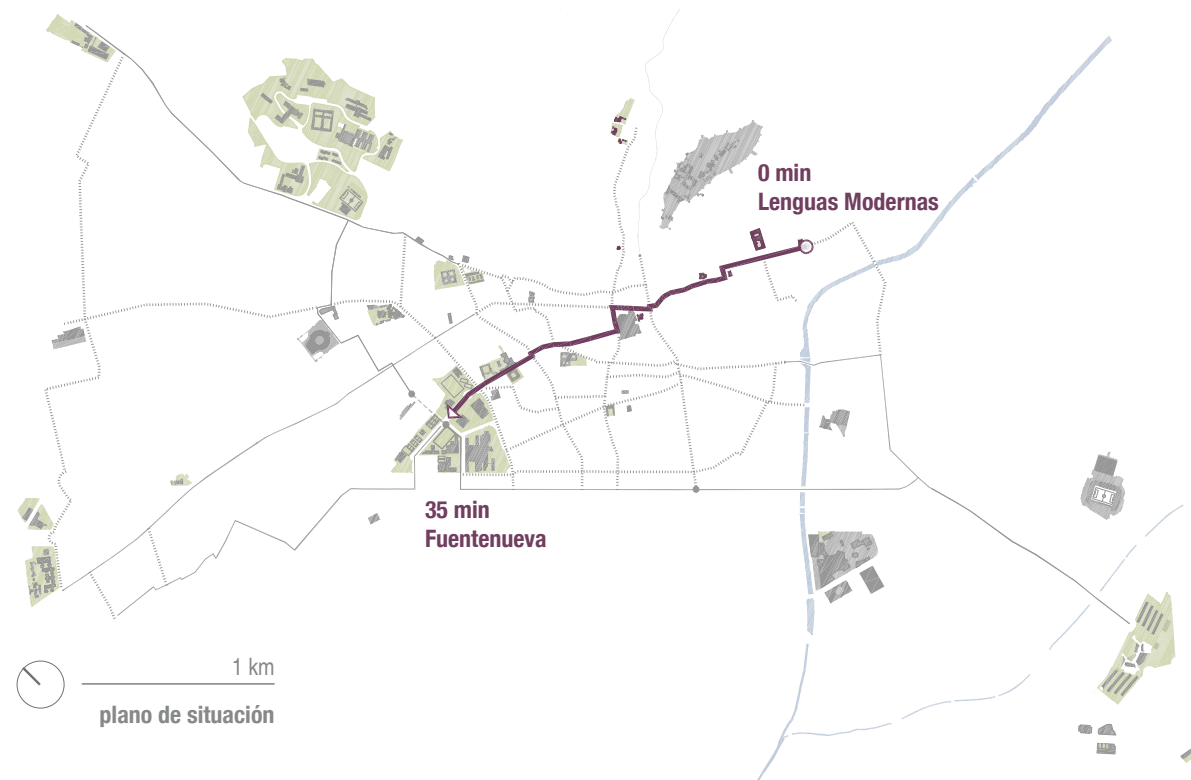 0 min
Lenguas Modernas
35 min
Fuentenueva
1 km
plano de situación